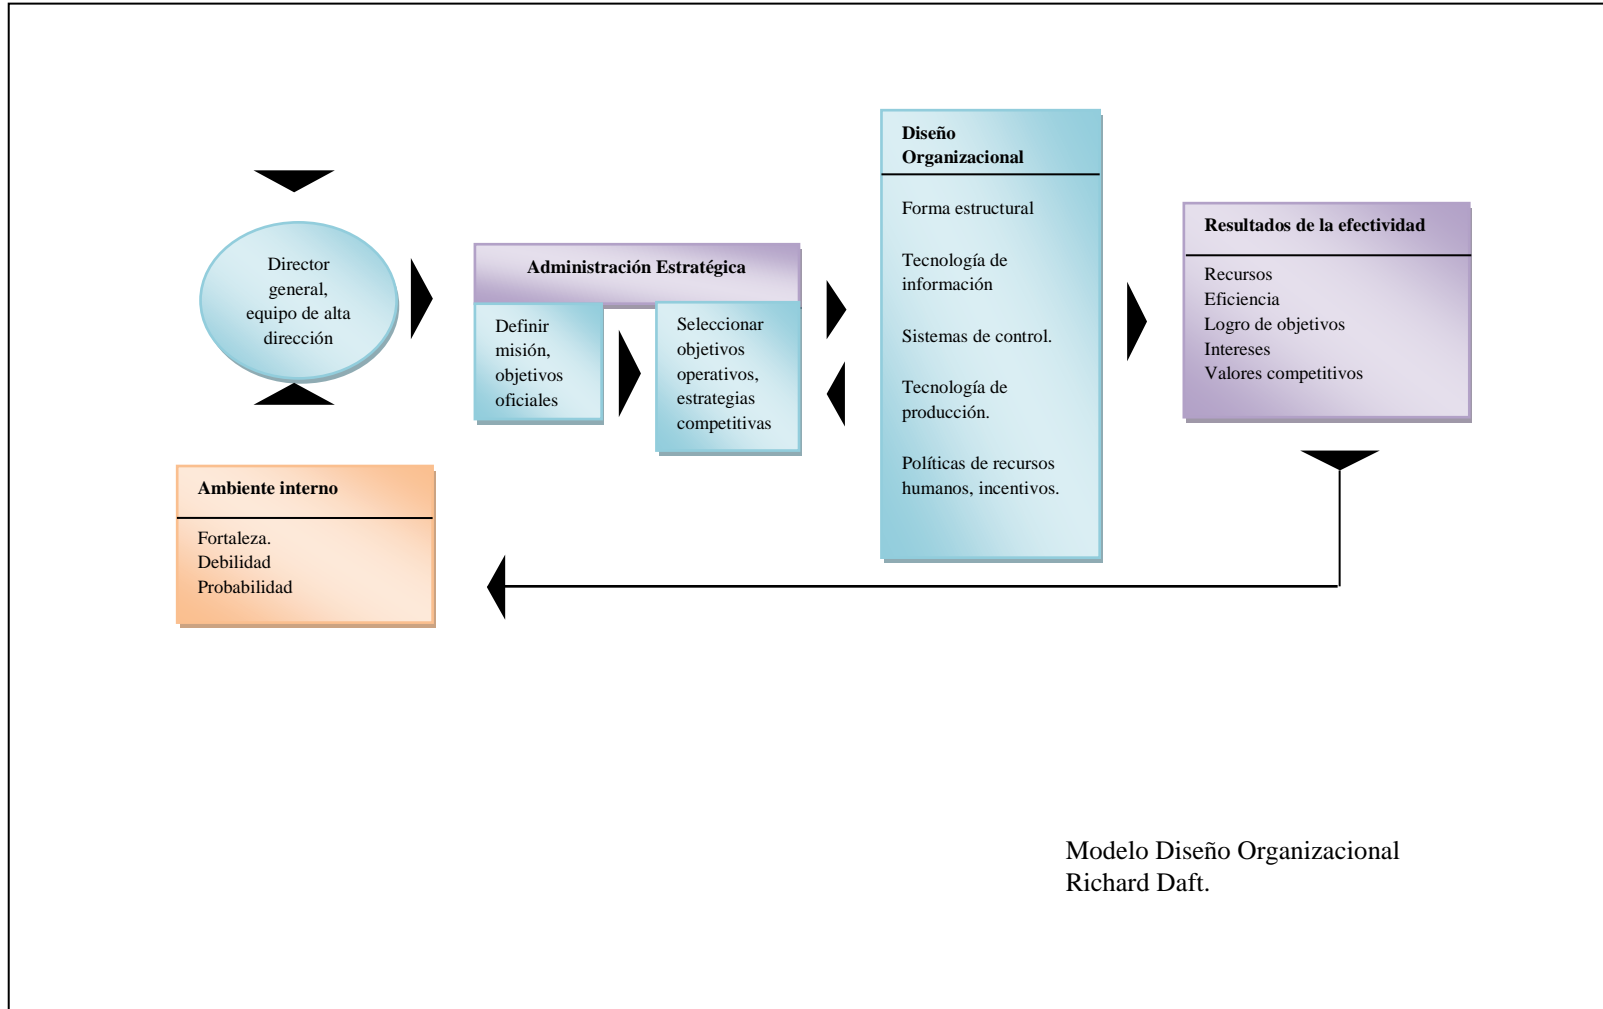 Director
general,
equipo de alta
dirección
Ambiente interno
Fortaleza.
Debilidad
Probabilidad
Administración Estratégica
Definir
misión,
objetivos
oficiales
Seleccionar
objetivos
operativos,
estrategias
competitivas
Diseño
Organizacional
Forma estructural
Tecnología de
información
Sistemas de control.
Tecnología de
producción.
Políticas de recursos
humanos, incentivos.
Resultados de la efectividad
Recursos
Eficiencia
Logro de objetivos
Intereses
Valores competitivos
Modelo Diseño Organizacional
Richard Daft.